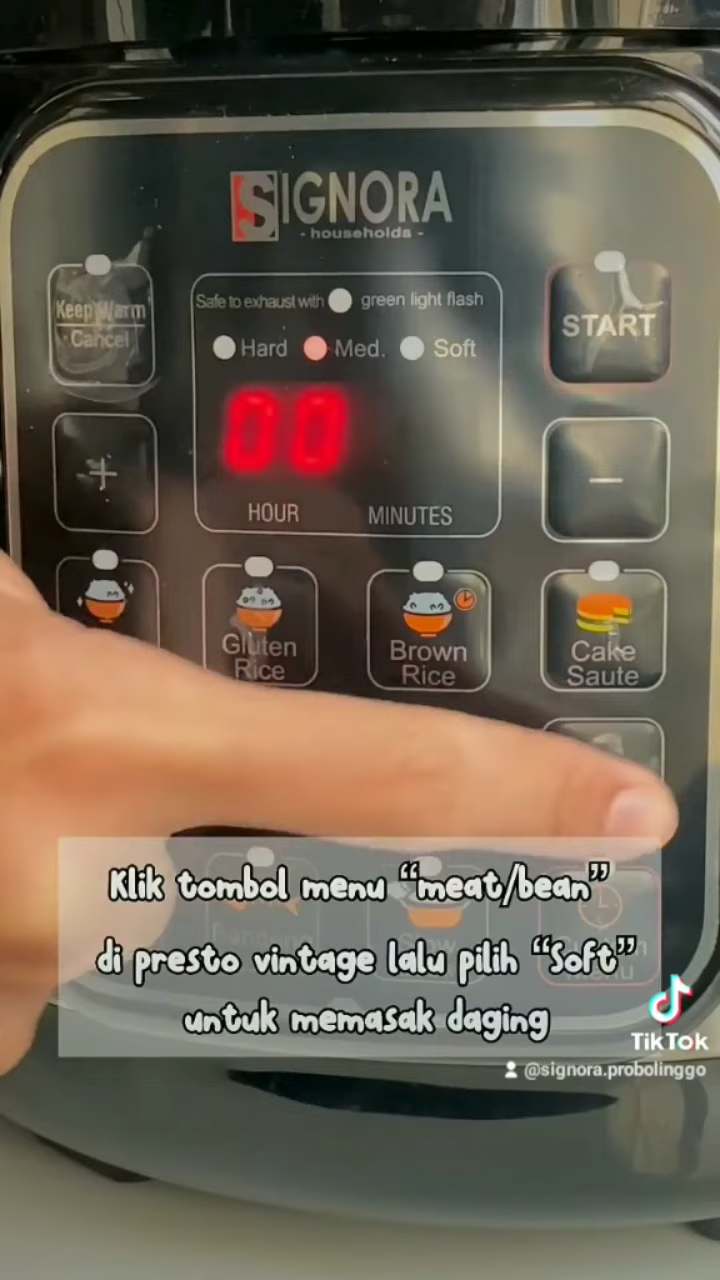 SIGNORA
- households -
Keep Warm
Cancel
Safe to exhaust with green light flash
START
Hard Med. Soft
00
+
−
HOUR MINUTES
Gluten
Rice
Brown
Rice
Cake
Saute
Klik tombol menu “meat/bean”
di presto vintage lalu pilih “Soft”
untuk memasak daging
TikTok
@signora.probolinggo